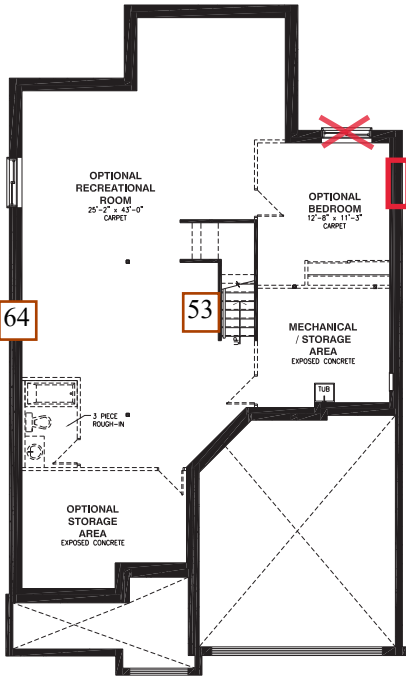 OPTIONAL
RECREATIONAL
ROOM
25'-2" x 43'-0"
CARPET
OPTIONAL
BEDROOM
12'-8" x 11'-3"
CARPET
64
53
UP
MECHANICAL
/ STORAGE
AREA
EXPOSED CONCRETE
TUB
3 PIECE
ROUGH-IN
OPTIONAL
STORAGE
AREA
EXPOSED CONCRETE